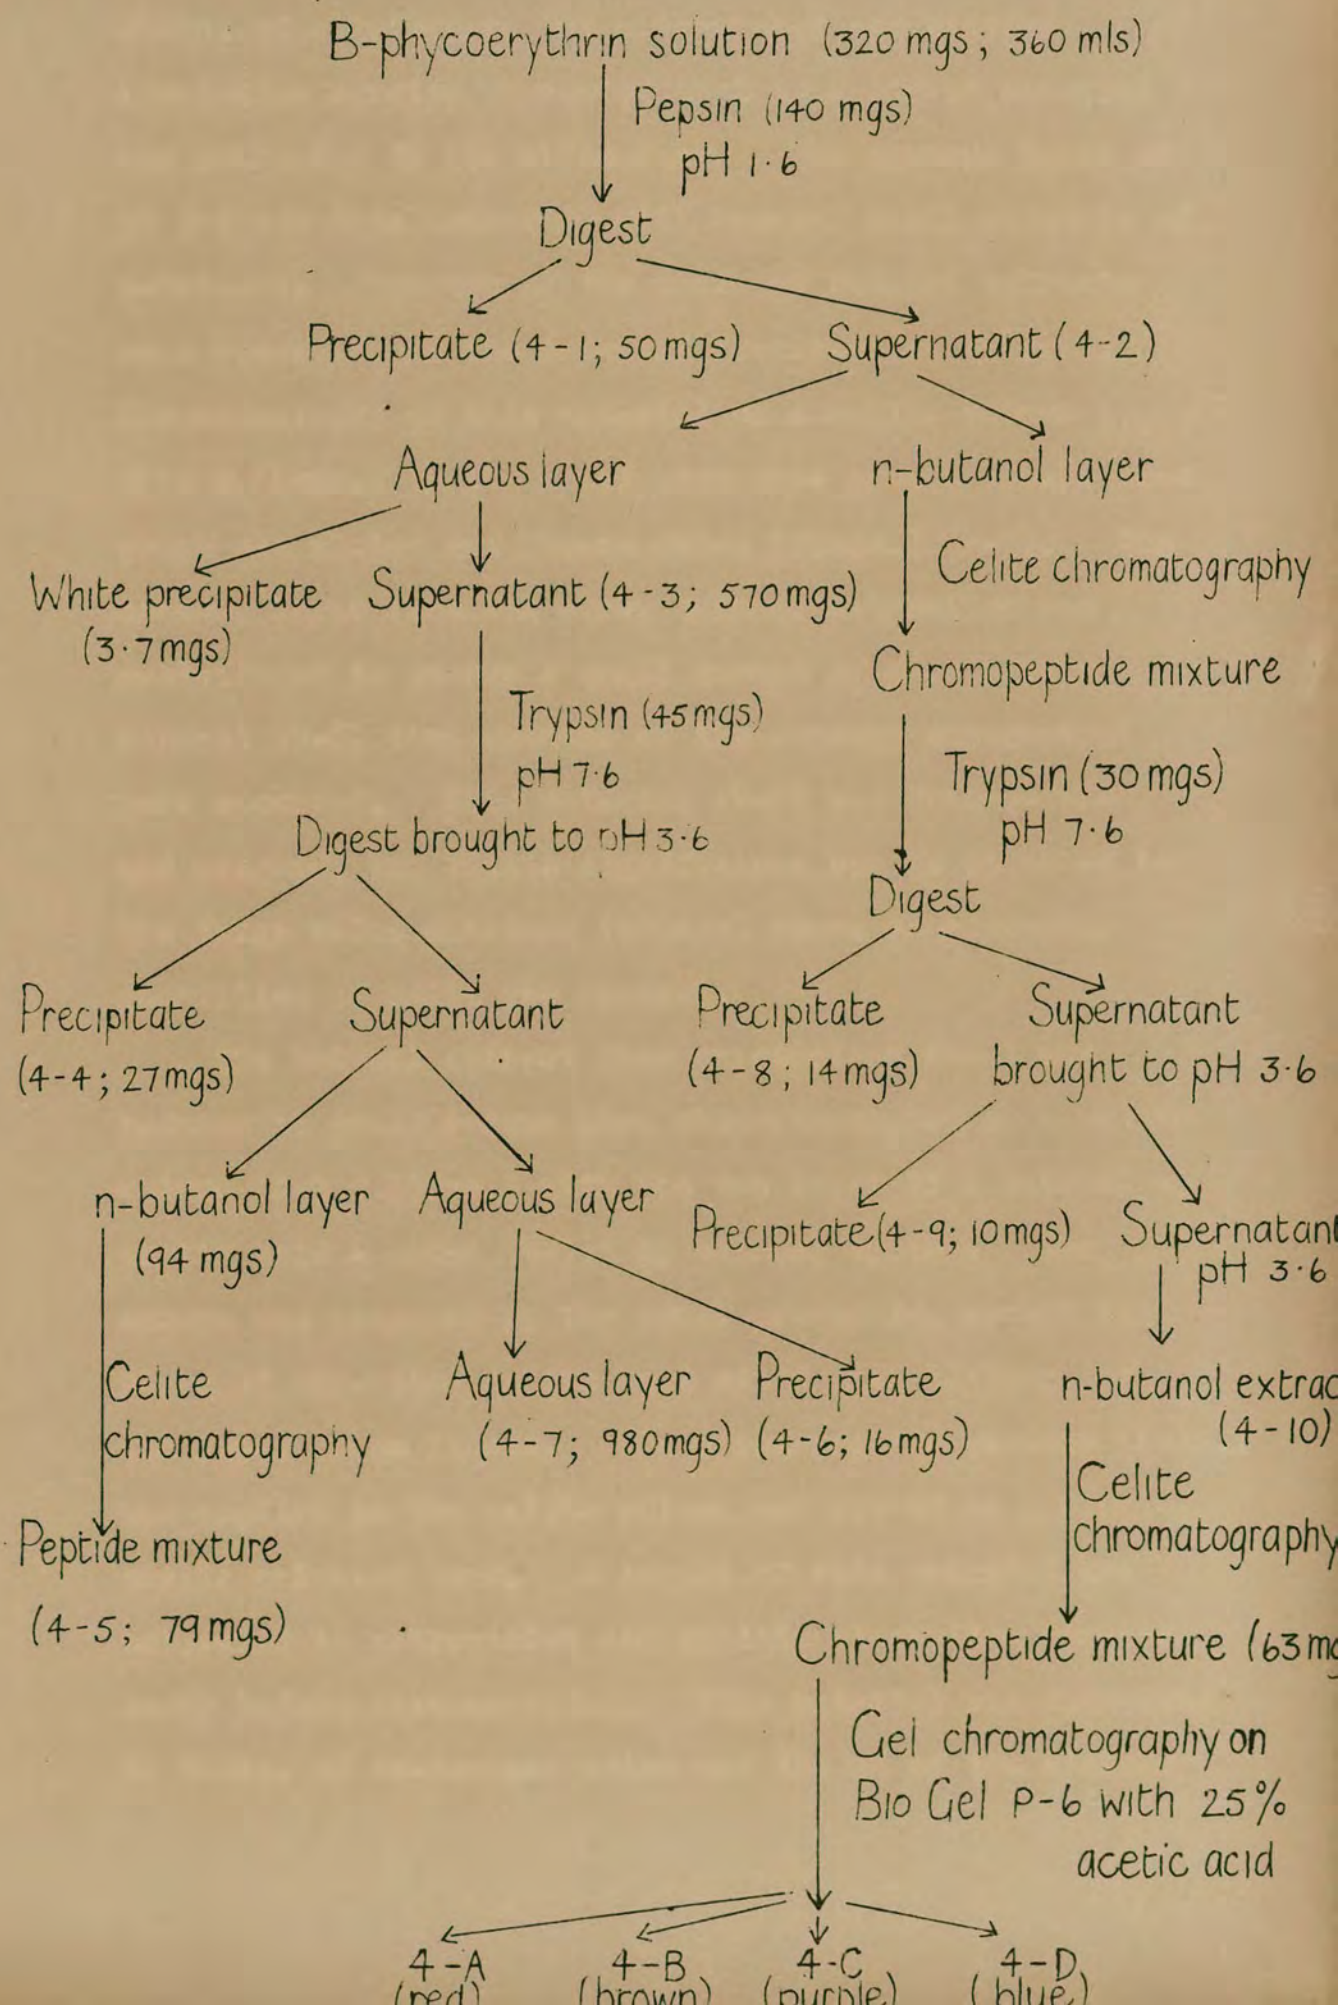 B-phycoerythrin solution (320 mgs; 360 mls)
Pepsin (140 mgs)
pH 1·6
Digest
Precipitate (4-1; 50 mgs) Supernatant (4-2)
Aqueous layer n-butanol layer
Celite chromatography
White precipitate Supernatant (4-3; 570 mgs)
(3·7 mgs)
Chromopeptide mixture
Trypsin (45 mgs)
pH 7·6
Trypsin (30 mgs)
pH 7·6
Digest brought to pH 3·6
Digest
Precipitate Supernatant Precipitate Supernatant
(4-4; 27 mgs) (4-8; 14 mgs) brought to pH 3·6
n-butanol layer Aqueous layer
(94 mgs)
Precipitate (4-9; 10 mgs) Supernatant
pH 3·6
Celite Aqueous layer Precipitate n-butanol extrac
chromatography (4-7; 980 mgs) (4-6; 16 mgs) (4-10)
Celite
chromatography
Peptide mixture
(4-5; 79 mgs)
Chromopeptide mixture (63 mg
Gel chromatography on
Bio Gel P-6 with 25%
acetic acid
4-A 4-B 4-C 4-D
(red) (brown) (purple) (blue)